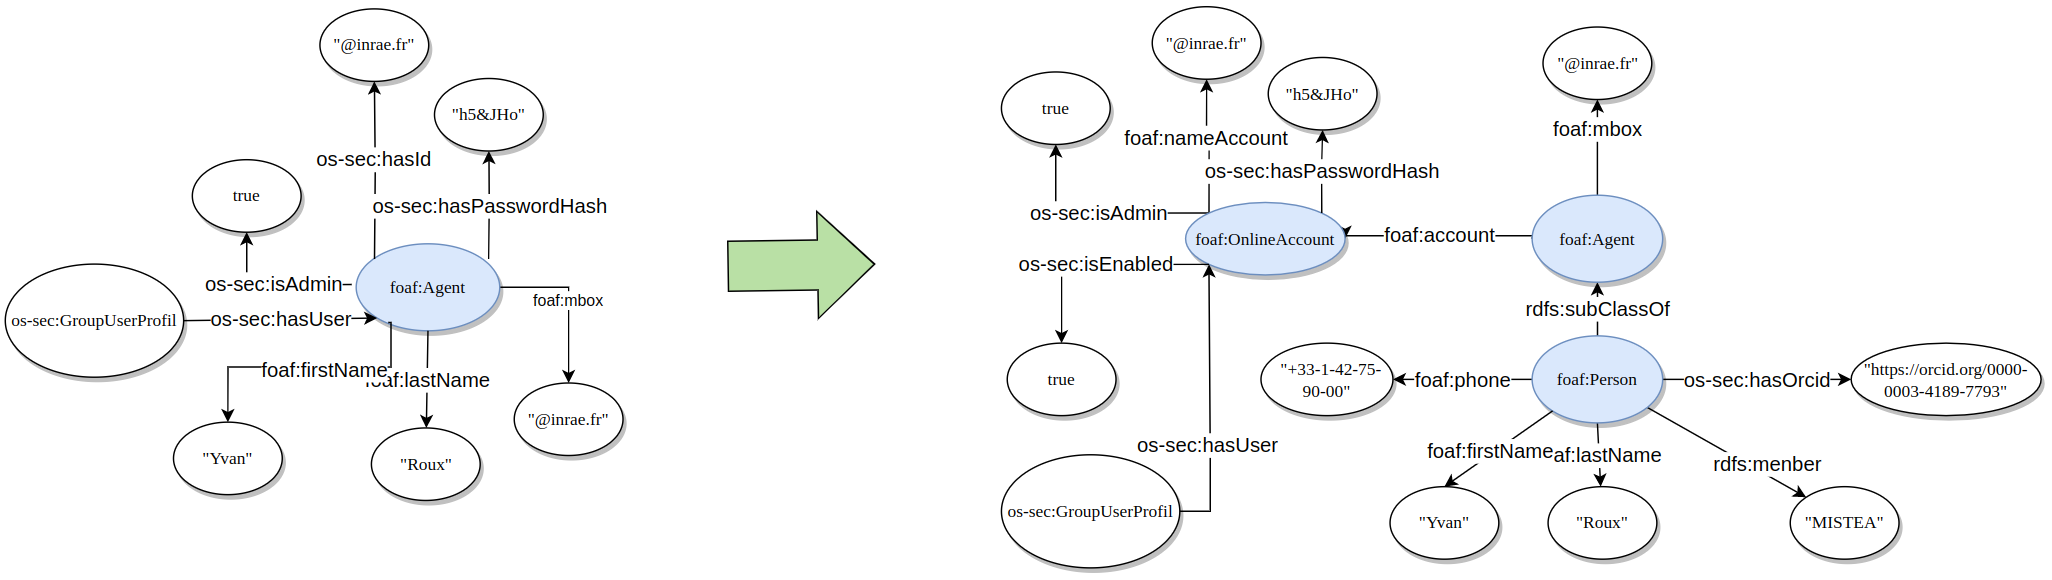 "@inrae.fr"
"h5&JHo"
os-sec:hasId
true
os-sec:hasPasswordHash
os-sec:isAdmin
foaf:Agent
foaf:mbox
os-sec:GroupUserProfil
os-sec:hasUser
foaf:firstName
af:lastName
"@inrae.fr"
"Yvan"
"Roux"
"@inrae.fr"
"@inrae.fr"
true
"h5&JHo"
foaf:nameAccount
foaf:mbox
os-sec:hasPasswordHash
os-sec:isAdmin
foaf:OnlineAccount
foaf:account
foaf:Agent
os-sec:isEnabled
rdfs:subClassOf
true
"+33-1-42-75-
90-00"
foaf:phone
foaf:Person
os-sec:hasOrcid
"https://orcid.org/0000-
0003-4189-7793"
os-sec:hasUser
foaf:firstName
af:lastName
rdfs:menber
os-sec:GroupUserProfil
"Yvan"
"Roux"
"MISTEA"